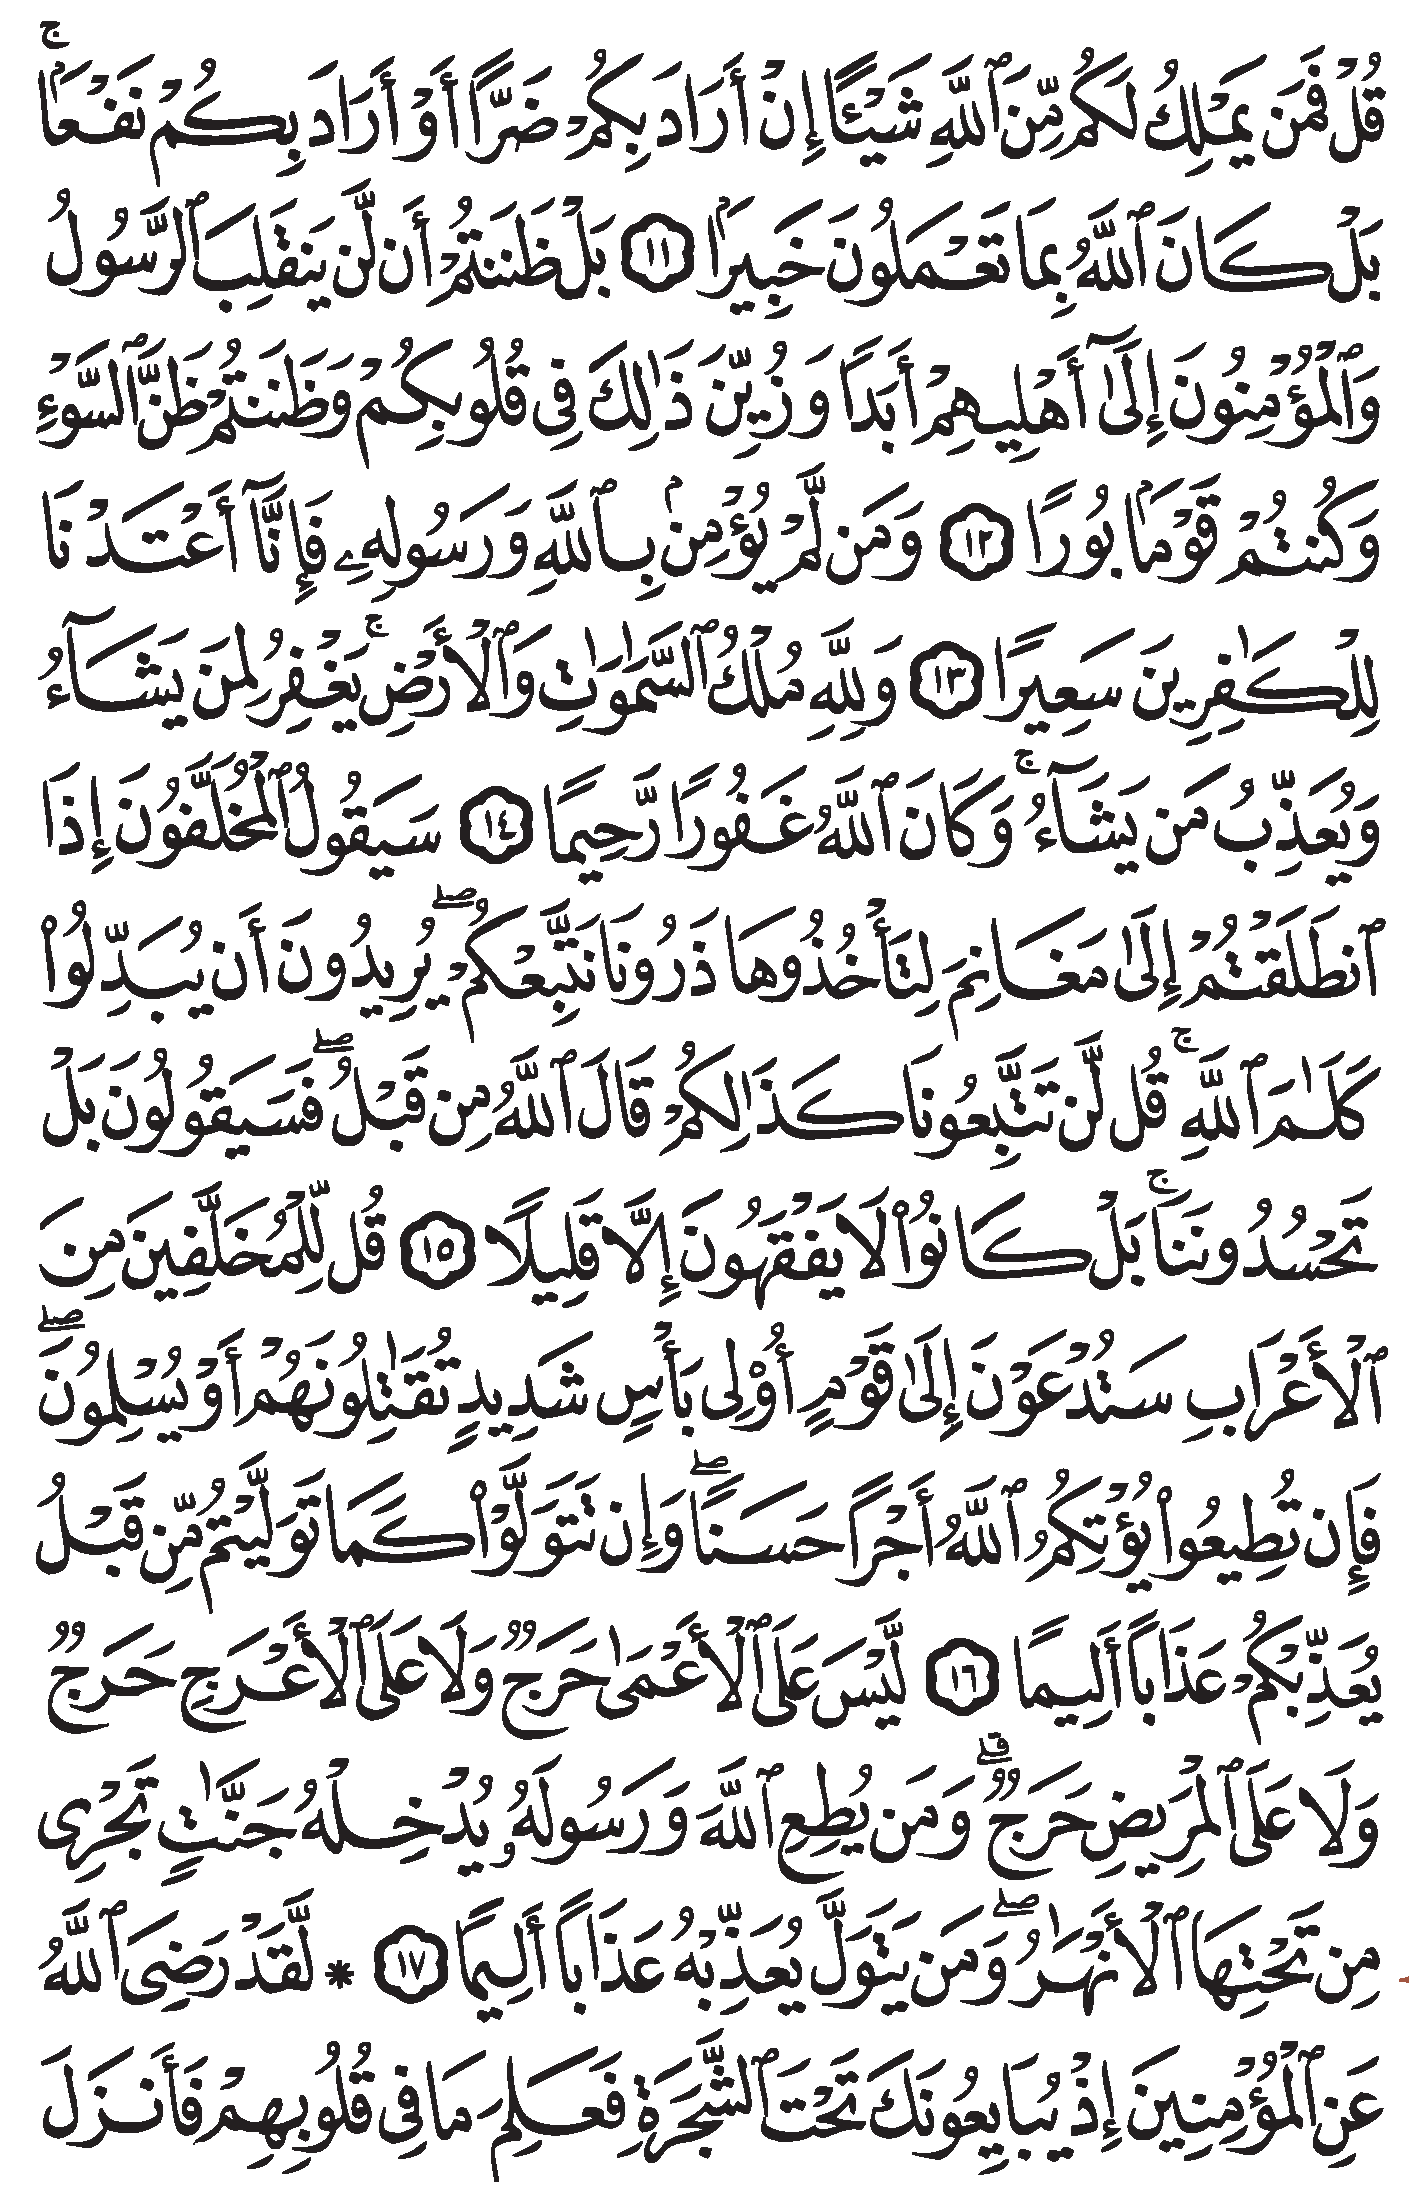 قُلۡ فَمَن يَمۡلِكُ لَكُم مِّنَ ٱللَّهِ شَيۡـًٔا إِنۡ أَرَادَ بِكُمۡ ضَرًّا أَوۡ أَرَادَ بِكُمۡ نَفۡعَۢاۚ
بَلۡ كَانَ ٱللَّهُ بِمَا تَعۡمَلُونَ خَبِيرَۢا ١١ بَلۡ ظَنَنتُمۡ أَن لَّن يَنقَلِبَ ٱلرَّسُولُ
وَٱلۡمُؤۡمِنُونَ إِلَىٰٓ أَهۡلِيهِمۡ أَبَدًا وَزُيِّنَ ذَٰلِكَ فِي قُلُوبِكُمۡ وَظَنَنتُمۡ ظَنَّ ٱلسَّوۡءِ
وَكُنتُمۡ قَوۡمَۢا بُورًا ١٢ وَمَن لَّمۡ يُؤۡمِنۢ بِٱللَّهِ وَرَسُولِهِۦ فَإِنَّآ أَعۡتَدۡنَا
لِلۡكَٰفِرِينَ سَعِيرًا ١٣ وَلِلَّهِ مُلۡكُ ٱلسَّمَٰوَٰتِ وَٱلۡأَرۡضِۚ يَغۡفِرُ لِمَن يَشَآءُ
وَيُعَذِّبُ مَن يَشَآءُۚ وَكَانَ ٱللَّهُ غَفُورًا رَّحِيمًا ١٤ سَيَقُولُ ٱلۡمُخَلَّفُونَ إِذَا
ٱنطَلَقۡتُمۡ إِلَىٰ مَغَانِمَ لِتَأۡخُذُوهَا ذَرُونَا نَتَّبِعۡكُمۡۖ يُرِيدُونَ أَن يُبَدِّلُواْ
كَلَٰمَ ٱللَّهِۚ قُل لَّن تَتَّبِعُونَا كَذَٰلِكُمۡ قَالَ ٱللَّهُ مِن قَبۡلُۖ فَسَيَقُولُونَ بَلۡ
تَحۡسُدُونَنَاۚ بَلۡ كَانُواْ لَا يَفۡقَهُونَ إِلَّا قَلِيلًا ١٥ قُل لِّلۡمُخَلَّفِينَ مِنَ
ٱلۡأَعۡرَابِ سَتُدۡعَوۡنَ إِلَىٰ قَوۡمٍ أُوْلِي بَأۡسٍ شَدِيدٍ تُقَٰتِلُونَهُمۡ أَوۡ يُسۡلِمُونَۖ
فَإِن تُطِيعُواْ يُؤۡتِكُمُ ٱللَّهُ أَجۡرًا حَسَنًاۖ وَإِن تَتَوَلَّوۡاْ كَمَا تَوَلَّيۡتُم مِّن قَبۡلُ
يُعَذِّبۡكُمۡ عَذَابًا أَلِيمًا ١٦ لَّيۡسَ عَلَى ٱلۡأَعۡمَىٰ حَرَجٌ وَلَا عَلَى ٱلۡأَعۡرَجِ حَرَجٌ
وَلَا عَلَى ٱلۡمَرِيضِ حَرَجٌۗ وَمَن يُطِعِ ٱللَّهَ وَرَسُولَهُۥ يُدۡخِلۡهُ جَنَّٰتٍ تَجۡرِي
مِن تَحۡتِهَا ٱلۡأَنۡهَٰرُۖ وَمَن يَتَوَلَّ يُعَذِّبۡهُ عَذَابًا أَلِيمًا ١٧ * لَّقَدۡ رَضِيَ ٱللَّهُ
عَنِ ٱلۡمُؤۡمِنِينَ إِذۡ يُبَايِعُونَكَ تَحۡتَ ٱلشَّجَرَةِ فَعَلِمَ مَا فِي قُلُوبِهِمۡ فَأَنزَلَ